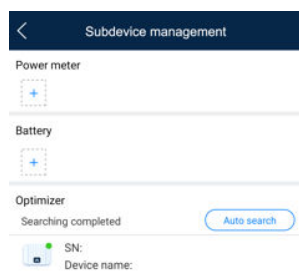 Subdevice management
Power meter
+
Battery
+
Optimizer
Searching completed
Auto search
SN:
Device name: